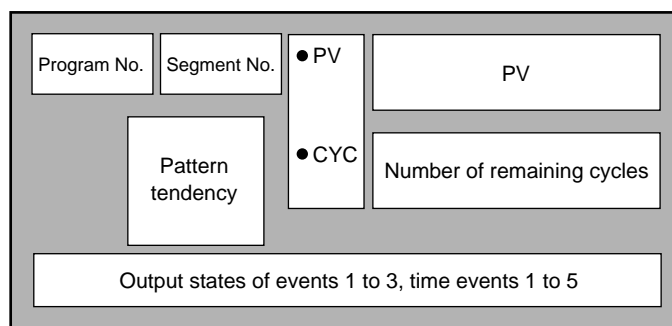 Program No.
Segment No.
PV
PV
CYC
Pattern
tendency
Number of remaining cycles
Output states of events 1 to 3, time events 1 to 5